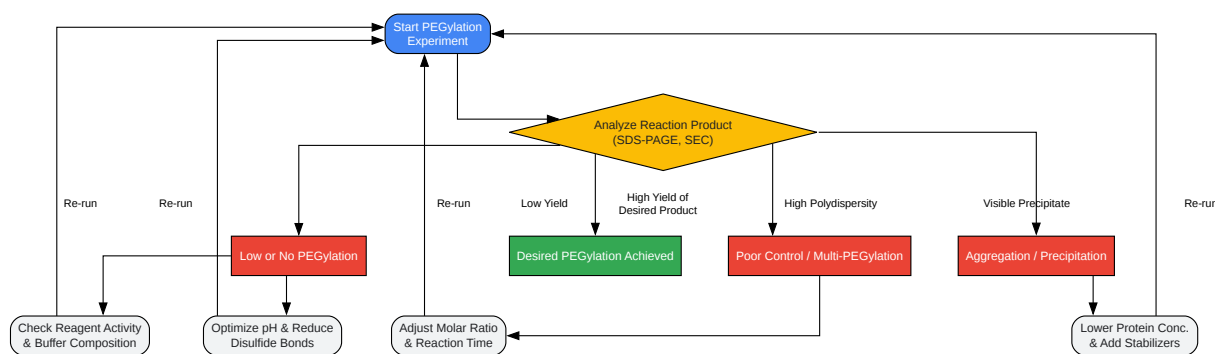 Start PEGylation
Experiment
Analyze Reaction Product
(SDS-PAGE, SEC)
Re-run
Re-run
Re-run
Low Yield
High Yield of
Desired Product
High Polydispersity
Visible Precipitate
Re-run
Low or No PEGylation
Desired PEGylation Achieved
Poor Control / Multi-PEGylation
Aggregation / Precipitation
Check Reagent Activity
& Buffer Composition
Optimize pH & Reduce
Disulfide Bonds
Adjust Molar Ratio
& Reaction Time
Lower Protein Conc.
& Add Stabilizers